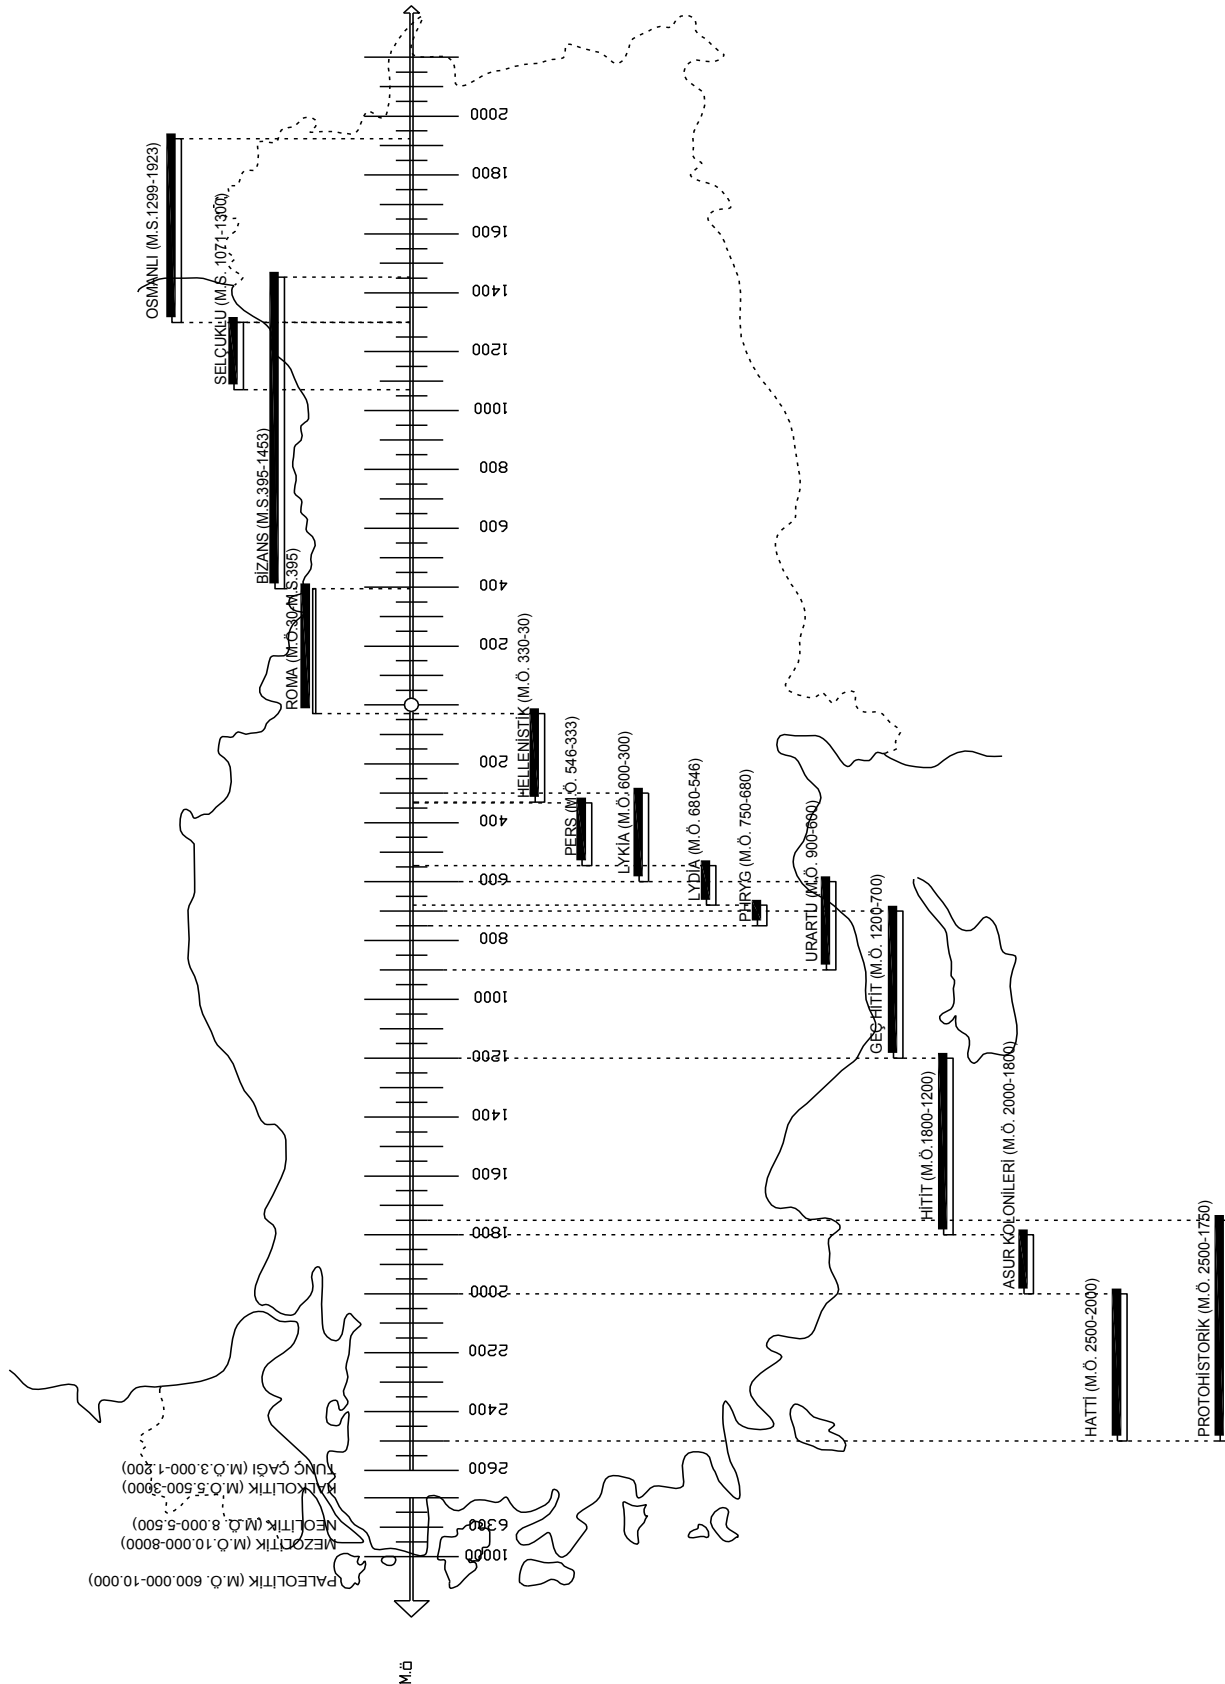 OSMANLI (M.S.1299-1923)
SELÇUKLU (M.S. 1071-1300)
BİZANS (M.S.395-1453)
ROMA (M.Ö.30-M.S.395)
2000
1800
1600
1400
1200
1000
800
600
400
200
200
400
600
800
1000
1200
1400
1600
1800
2000
2200
2400
2600
6300
10000
HELLENİSTİK (M.Ö. 330-30)
PERS (M.Ö. 546-333)
LYKİA (M.Ö. 600-300)
LYDİA (M.Ö. 680-546)
PHRYG (M.Ö. 750-680)
URARTU (M.Ö. 900-600)
GEÇ HİTİT (M.Ö. 1200-700)
HİTİT (M.Ö.1800-1200)
ASUR KOLONİLERİ (M.Ö. 2000-1800)
HATTİ (M.Ö. 2500-2000)
PROTOHİSTORİK (M.Ö. 2500-1750)
TUNÇ ÇAĞI (M.Ö.3.000-1.200)
KALKOLİTİK (M.Ö.5.500-3000)
NEOLİTİK (M.Ö. 8.000-5.500)
MEZOLİTİK (M.Ö.10.000-8000)
PALEOLİTİK (M.Ö. 600.000-10.000)
M.Ö